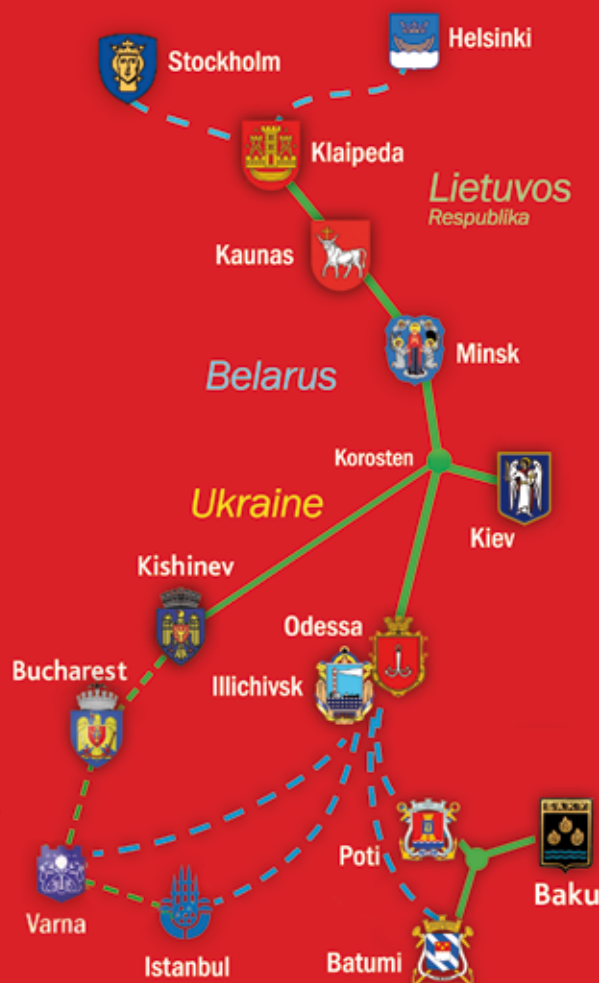 Helsinki
Stockholm
Klaipeda
Lietuvos
Respublika
Kaunas
Minsk
Belarus
Korosten
Ukraine
Kiev
Kishinev
Odessa
Bucharest
Illichivsk
Poti
БАКУ
Baku
Varna
Istanbul
Batumi